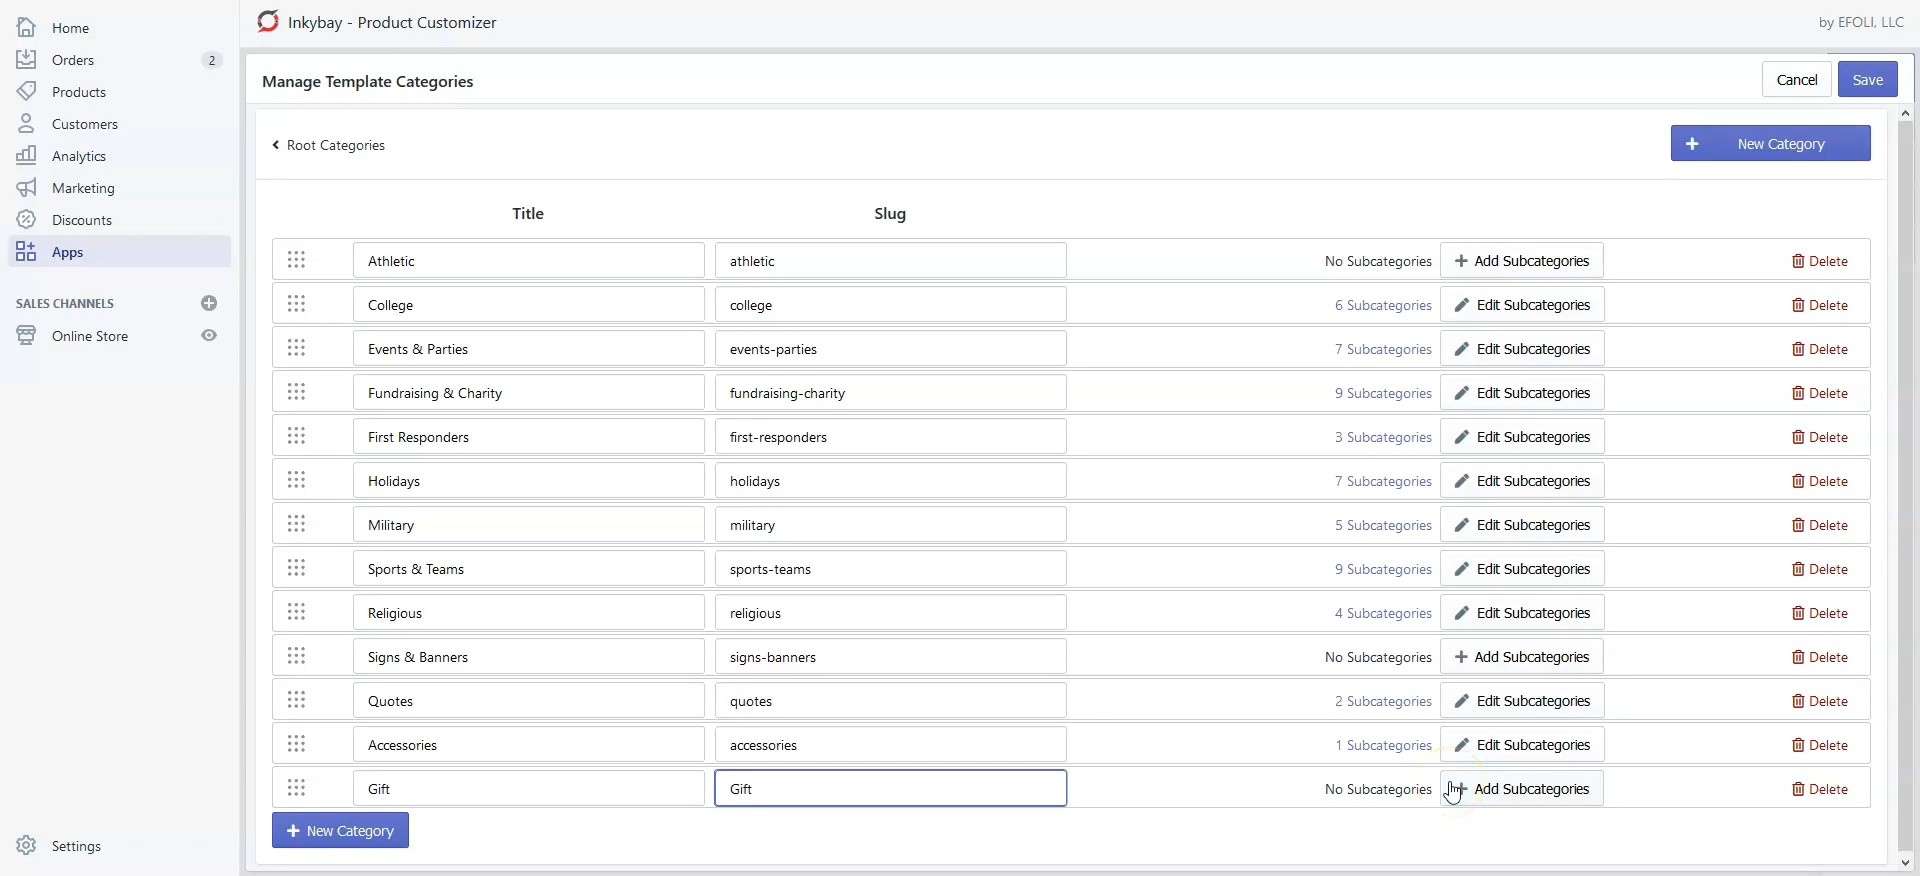 Home
Inkybay - Product Customizer
by EFOLI, LLC
Orders 2
Products
Customers
Analytics
Marketing
Discounts
Apps
SALES CHANNELS
Online Store
Settings
Manage Template Categories
Cancel
Save
Root Categories
New Category
Title Slug
Athletic athletic No Subcategories Add Subcategories Delete
College college 6 Subcategories Edit Subcategories Delete
Events & Parties events-parties 7 Subcategories Edit Subcategories Delete
Fundraising & Charity fundraising-charity 9 Subcategories Edit Subcategories Delete
First Responders first-responders 3 Subcategories Edit Subcategories Delete
Holidays holidays 7 Subcategories Edit Subcategories Delete
Military military 5 Subcategories Edit Subcategories Delete
Sports & Teams sports-teams 9 Subcategories Edit Subcategories Delete
Religious religious 4 Subcategories Edit Subcategories Delete
Signs & Banners signs-banners No Subcategories Add Subcategories Delete
Quotes quotes 2 Subcategories Edit Subcategories Delete
Accessories accessories 1 Subcategories Edit Subcategories Delete
Gift Gift No Subcategories Add Subcategories Delete
New Category